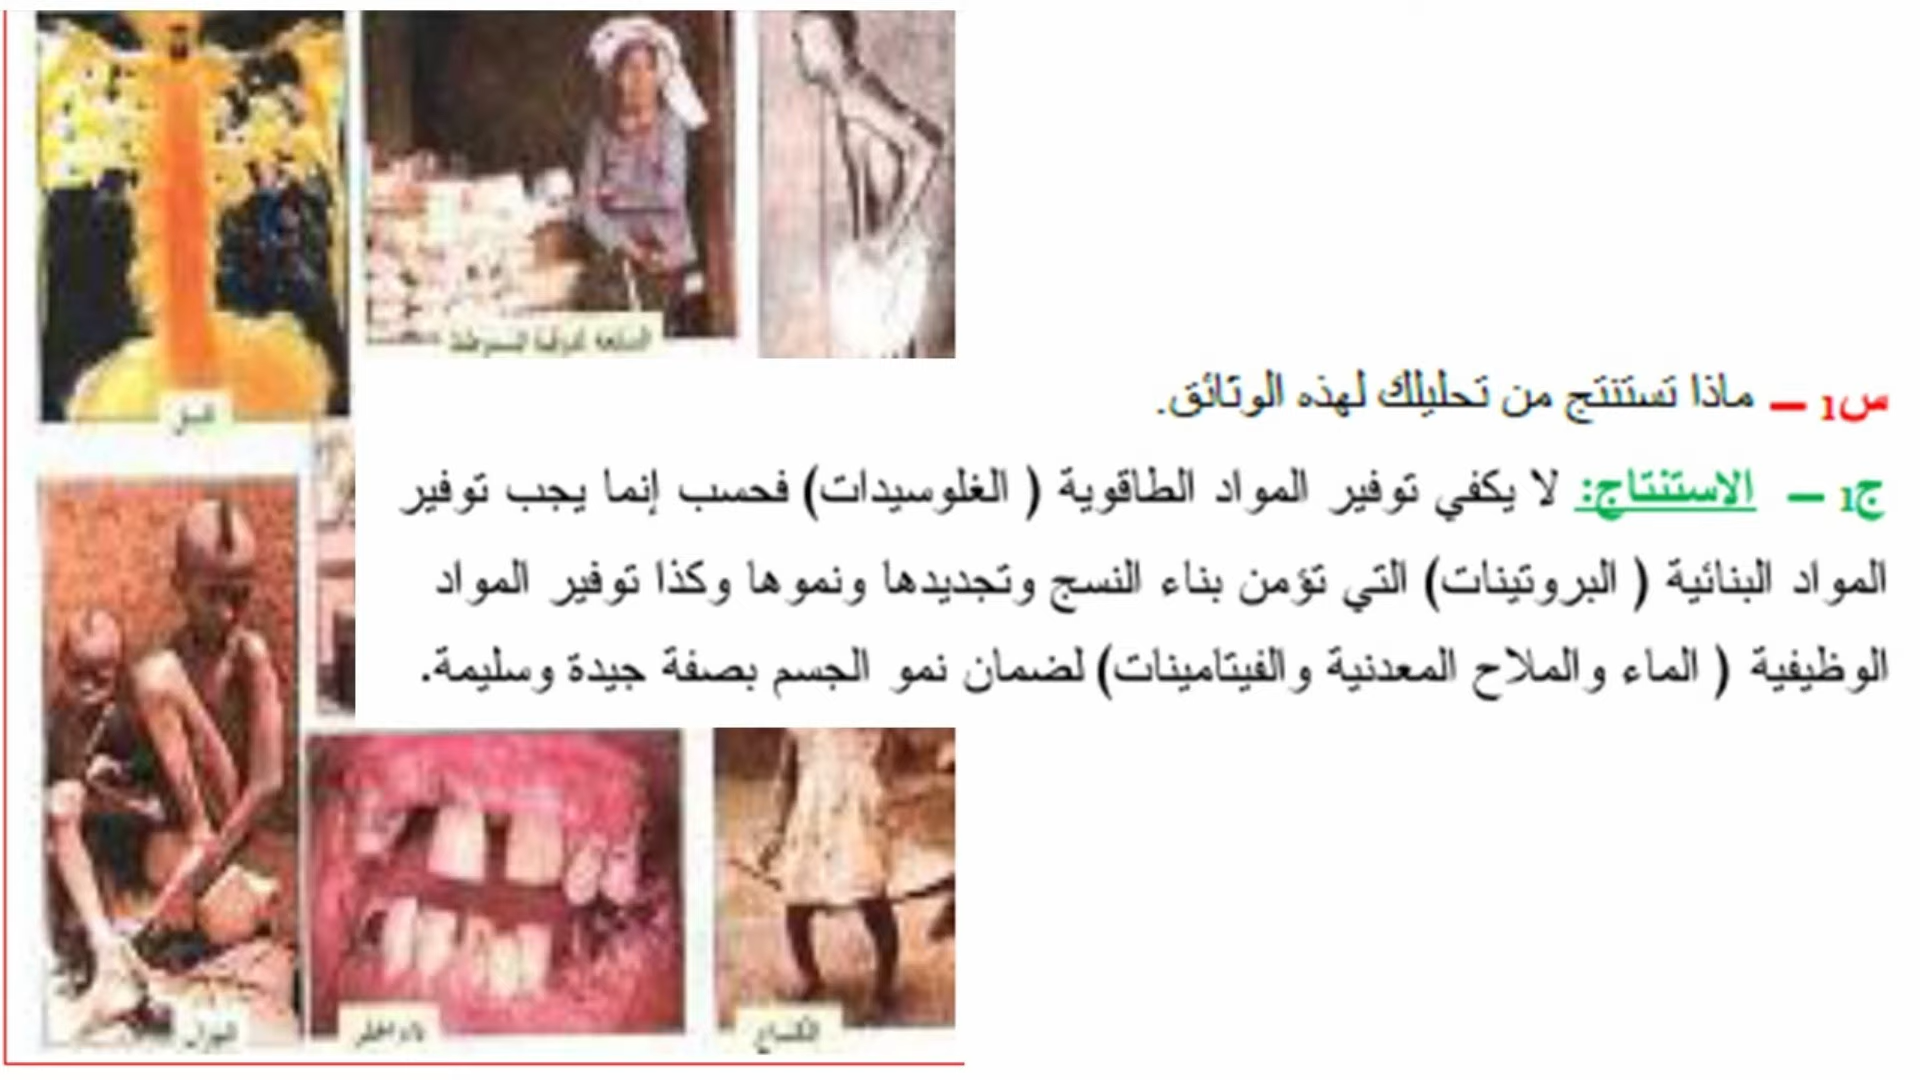 س1 – ماذا تستنتج من تحليلك لهذه الوثائق.
ج1 – الاستنتاج: لا يكفي توفير المواد الطاقوية ( الغلوسيدات) فحسب إنما يجب توفير
المواد البنائية ( البروتينات) التي تؤمن بناء النسج وتجديدها ونموها وكذا توفير المواد
الوظيفية ( الماء والملاح المعدنية والفيتامينات) لضمان نمو الجسم بصفة جيدة وسليمة.
الهزال
الكساح